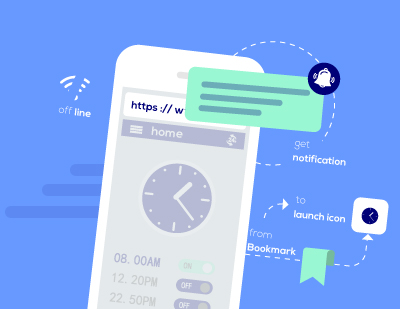 https :// w
home
off line
get
notification
to
launch icon
from
Bookmark
08. 00AM
ON
12. 20PM
OFF
22. 50PM
OFF